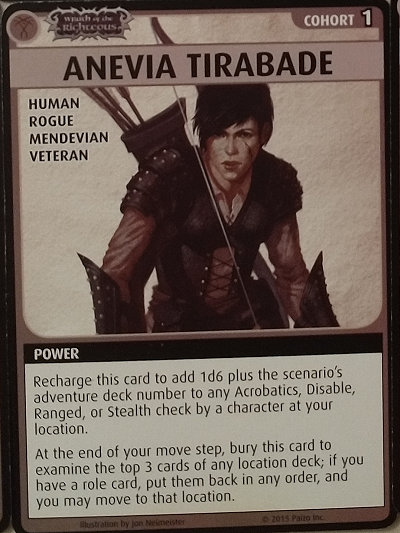 Wrath of the
Righteous
COHORT 1
ANEVIA TIRABADE
HUMAN
ROGUE
MENDEVIAN
VETERAN
POWER
Recharge this card to add 1d6 plus the scenario's
adventure deck number to any Acrobatics, Disable,
Ranged, or Stealth check by a character at your
location.
At the end of your move step, bury this card to
examine the top 3 cards of any location deck; if you
have a role card, put them back in any order, and
you may move to that location.
Illustration by Jon Neimeister
© 2015 Paizo Inc.